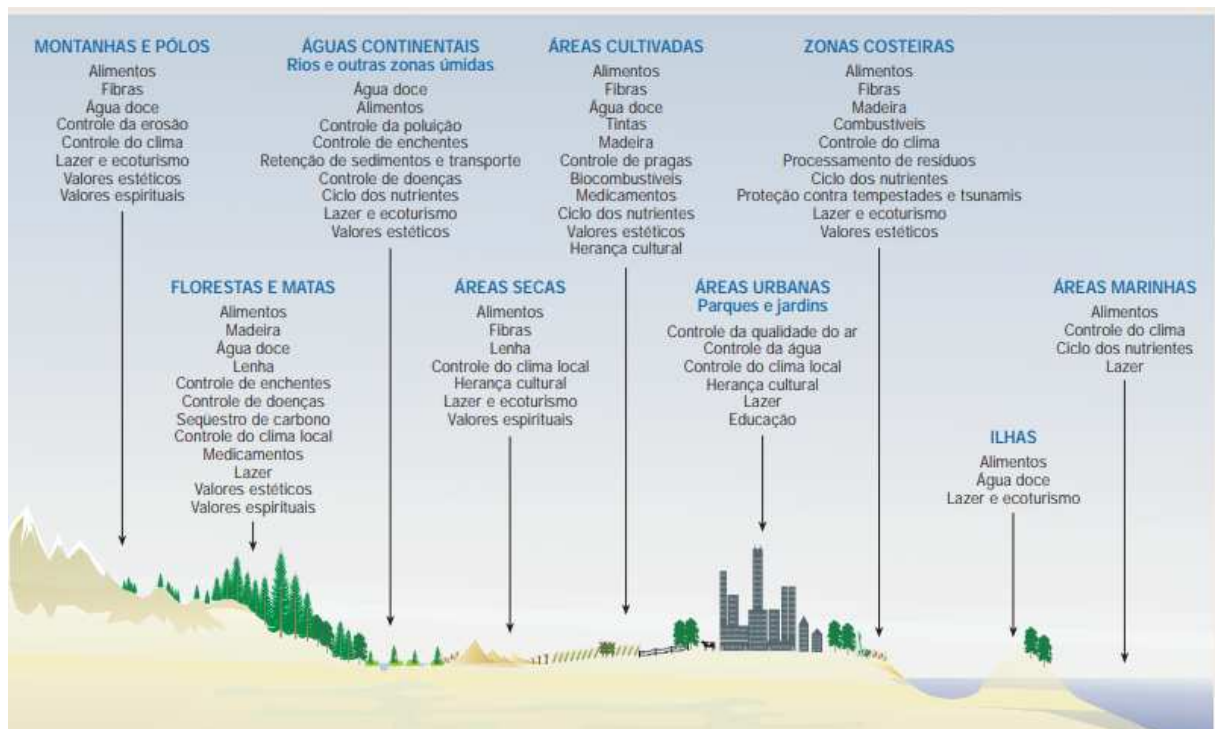 MONTANHAS E PÓLOS
Alimentos
Fibras
Água doce
Controle da erosão
Controle do clima
Lazer e ecoturismo
Valores estéticos
Valores espirituais
ÁGUAS CONTINENTAIS
Rios e outras zonas úmidas
Água doce
Alimentos
Controle da poluição
Controle de enchentes
Retenção de sedimentos e transporte
Controle de doenças
Ciclo dos nutrientes
Lazer e ecoturismo
Valores estéticos
ÁREAS CULTIVADAS
Alimentos
Fibras
Água doce
Tintas
Madeira
Controle de pragas
Biocombustíveis
Medicamentos
Ciclo dos nutrientes
Valores estéticos
Herança cultural
ZONAS COSTEIRAS
Alimentos
Fibras
Madeira
Combustíveis
Controle do clima
Processamento de resíduos
Ciclo dos nutrientes
Proteção contra tempestades e tsunamis
Lazer e ecoturismo
Valores estéticos
FLORESTAS E MATAS
Alimentos
Madeira
Água doce
Lenha
Controle de enchentes
Controle de doenças
Seqüestro de carbono
Controle do clima local
Medicamentos
Lazer
Valores estéticos
Valores espirituais
ÁREAS SECAS
Alimentos
Fibras
Lenha
Controle do clima local
Herança cultural
Lazer e ecoturismo
Valores espirituais
ÁREAS URBANAS
Parques e jardins
Controle da qualidade do ar
Controle da água
Controle do clima local
Herança cultural
Lazer
Educação
ÁREAS MARINHAS
Alimentos
Controle do clima
Ciclo dos nutrientes
Lazer
ILHAS
Alimentos
Água doce
Lazer e ecoturismo